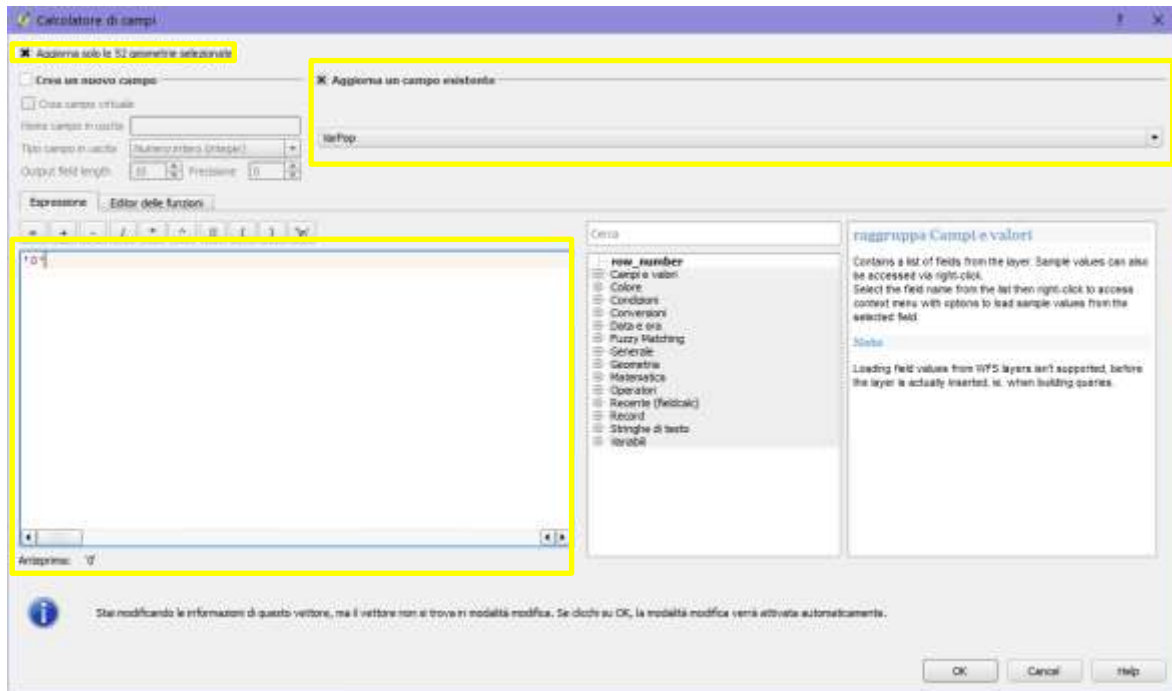 Calcolatore di campi
Aggiorna solo le 52 geometrie selezionate
Crea un nuovo campo
Crea campo virtuale
Nome campo in uscita
Tipo campo in uscita Numero intero (integer)
Output field length 10 Precisione 0
Aggiorna un campo esistente
VarPop
Espressione Editor delle funzioni
= + - / * ^ || ( ) '\n'
Anteprima:
Cerca
row_number
Campi e valori
Colore
Condizioni
Conversioni
Data e ora
Fuzzy Matching
Generale
Geometria
Matematica
Operatori
Recente (fieldcalc)
Record
Stringhe di testo
Variabili
raggruppa Campi e valori
Contains a list of fields from the layer. Sample values can also
be accessed via right-click.
Select the field name from the list then right-click to access
context menu with options to load sample values from the
selected field.
Note
Loading field values from WFS layers isn't supported, before
the layer is actually inserted, ie. when building queries.
Stai modificando le informazioni di questo vettore, ma il vettore non si trova in modalità modifica. Se clicchi su OK, la modalità modifica verrà attivata automaticamente.
OK Cancel Help